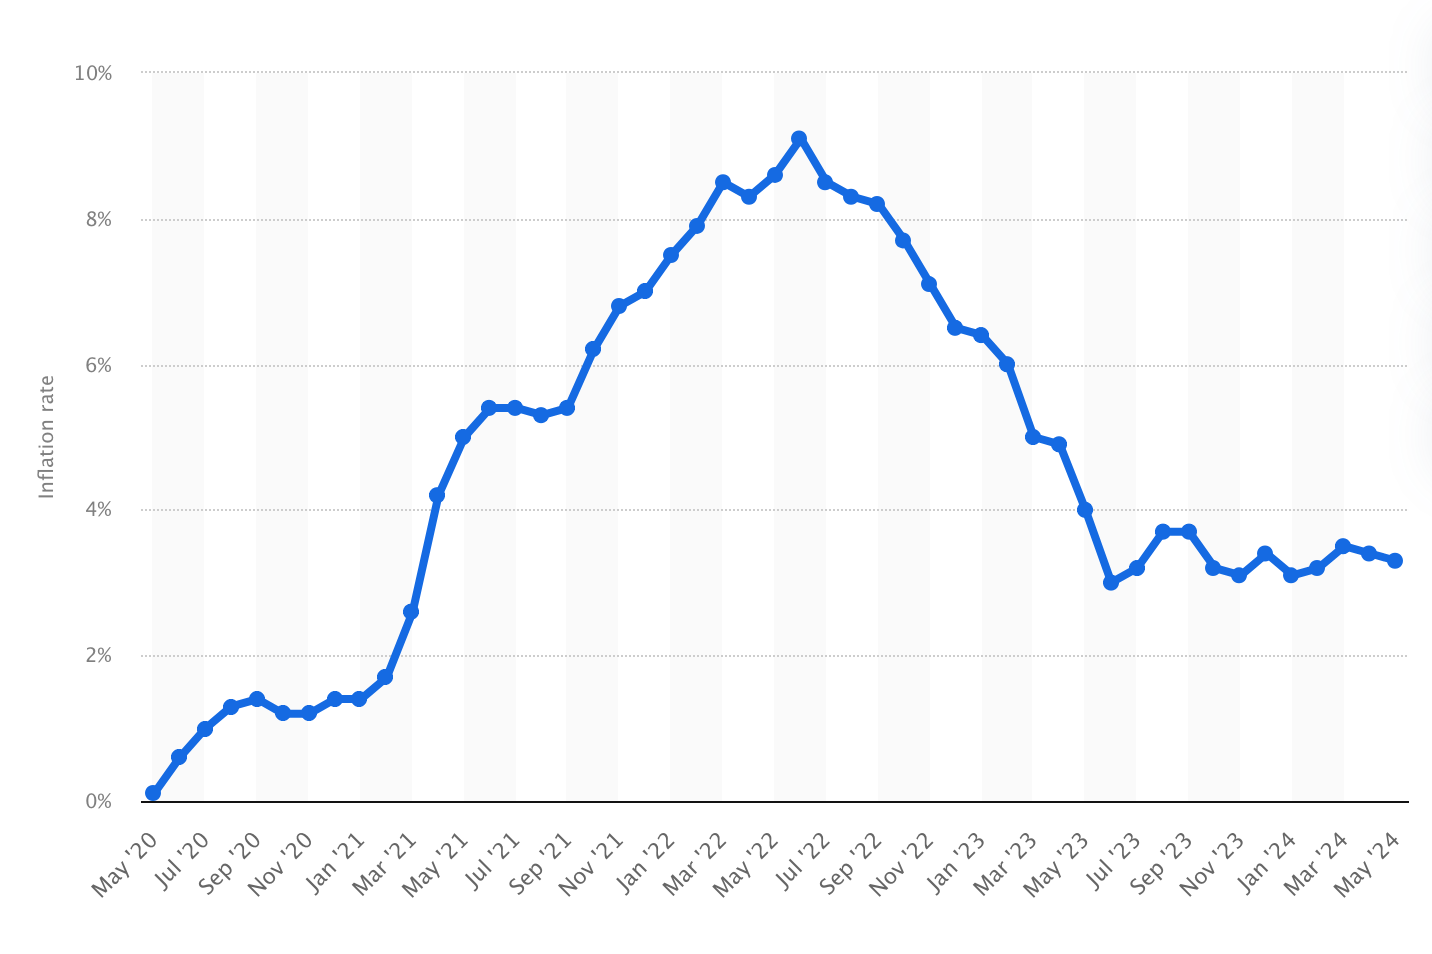 10%
8%
6%
4%
2%
0%
Inflation rate
May '20
Jul '20
Sep '20
Nov '20
Jan '21
Mar '21
May '21
Jul '21
Sep '21
Nov '21
Jan '22
Mar '22
May '22
Jul '22
Sep '22
Nov '22
Jan '23
Mar '23
May '23
Jul '23
Sep '23
Nov '23
Jan '24
Mar '24
May '24